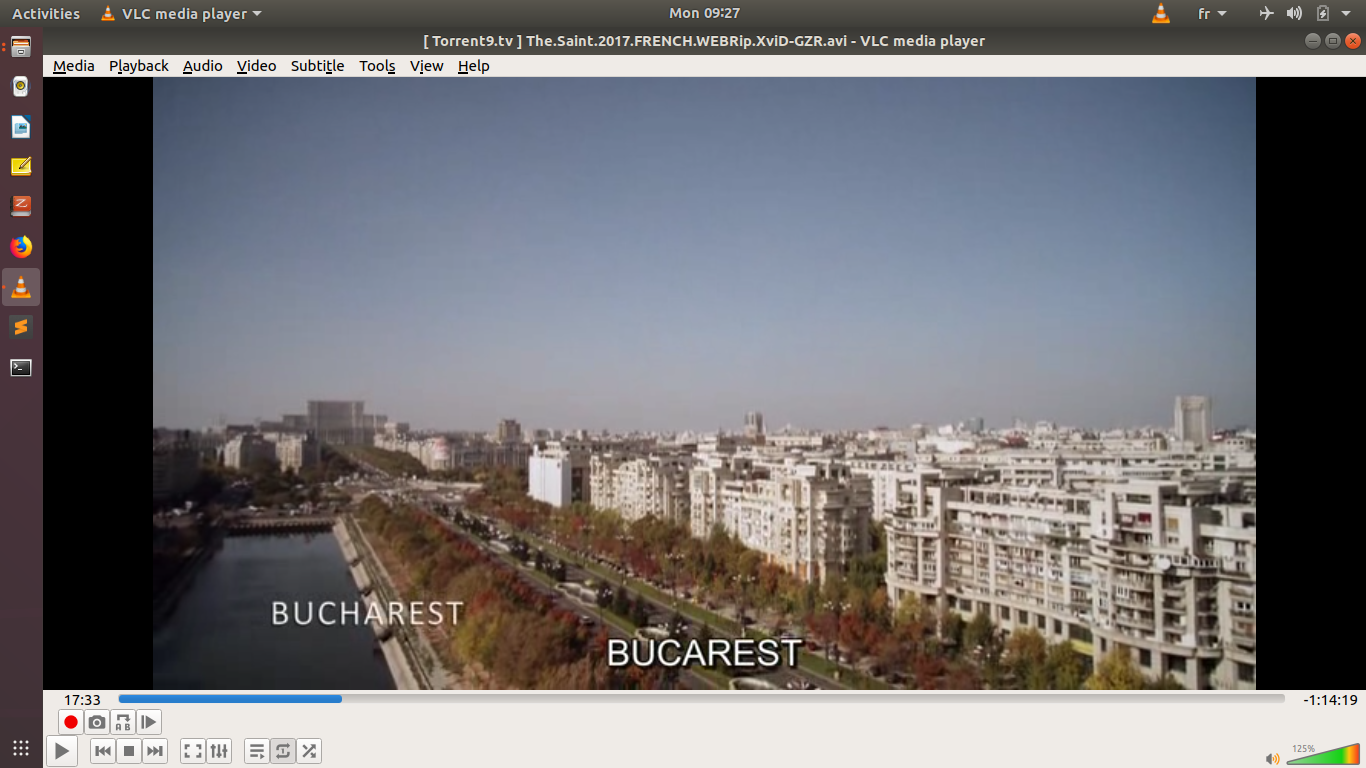 Activities VLC media player Mon 09:27 fr
[ Torrent9.tv ] The.Saint.2017.FRENCH.WEBRip.XviD-GZR.avi - VLC media player
Media Playback Audio Video Subtitle Tools View Help
BUCHAREST
BUCAREST
17:33 -1:14:19
A B
125%